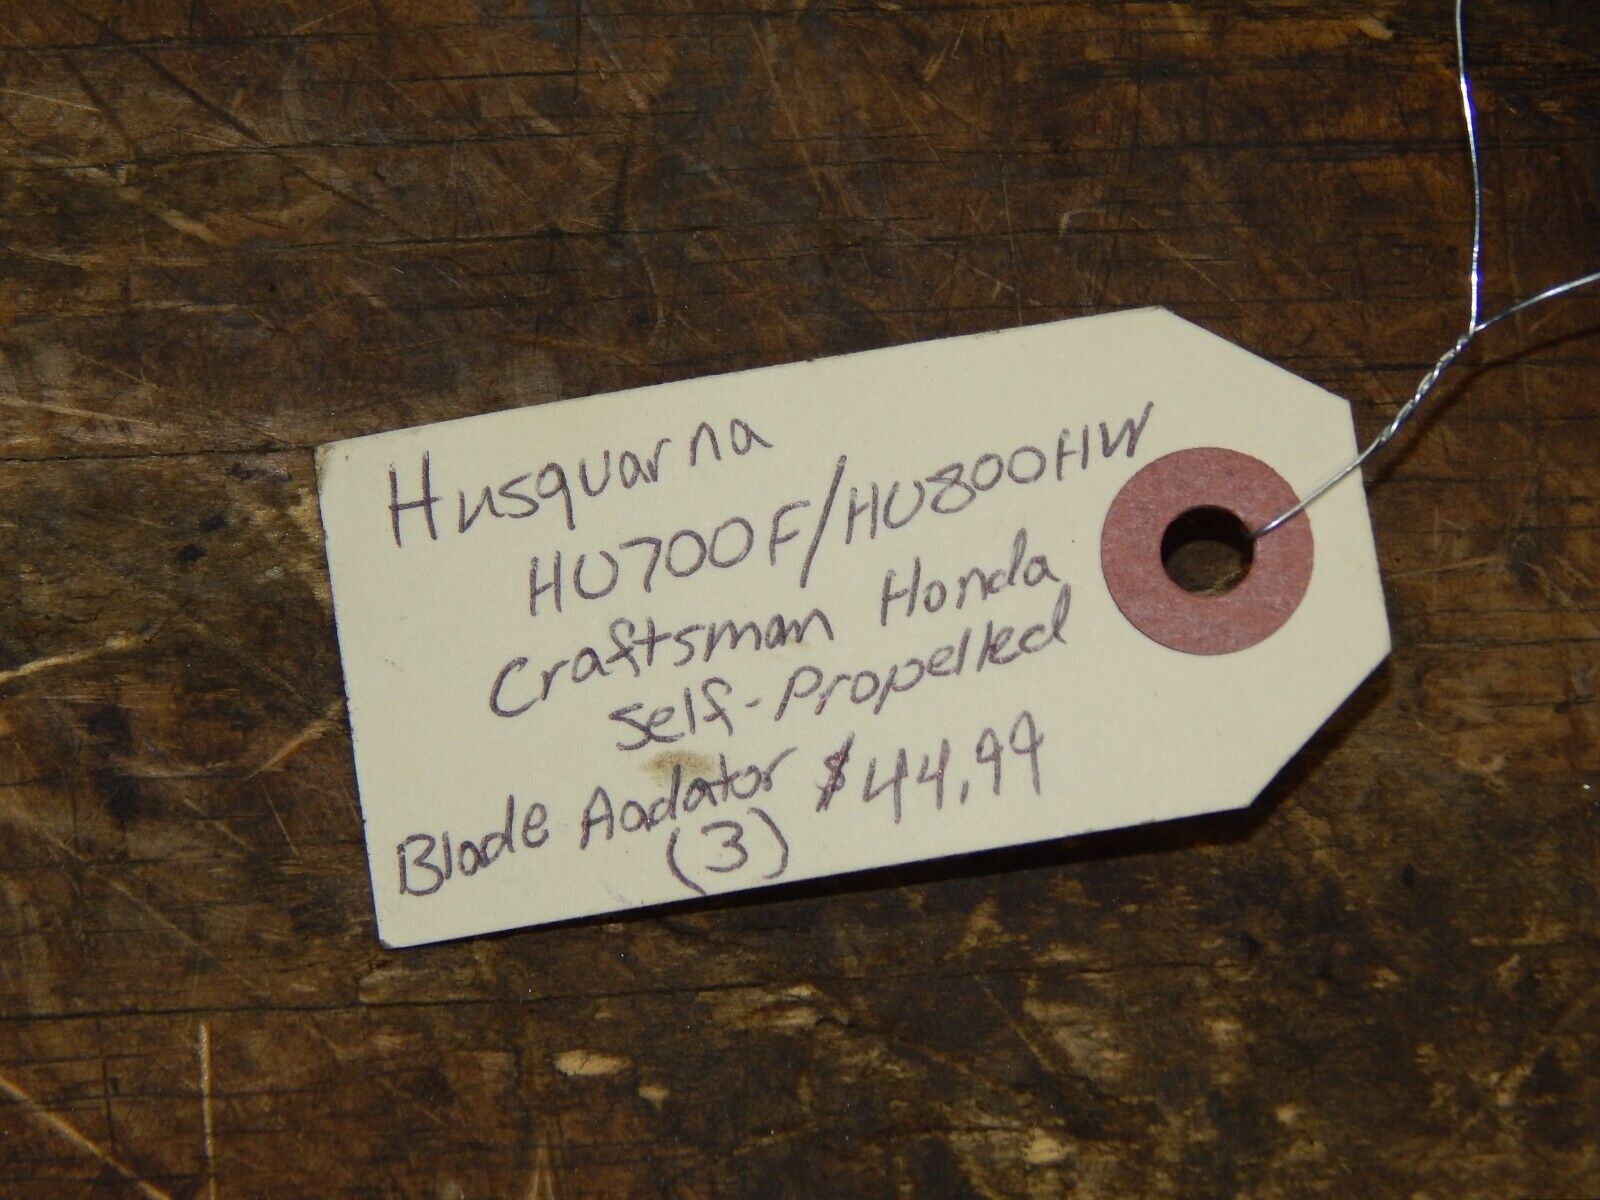 Husquarna
HU700F/HU800HW
Craftsman Honda
Self-Propelled
Blade Aadator $44.99
(3)